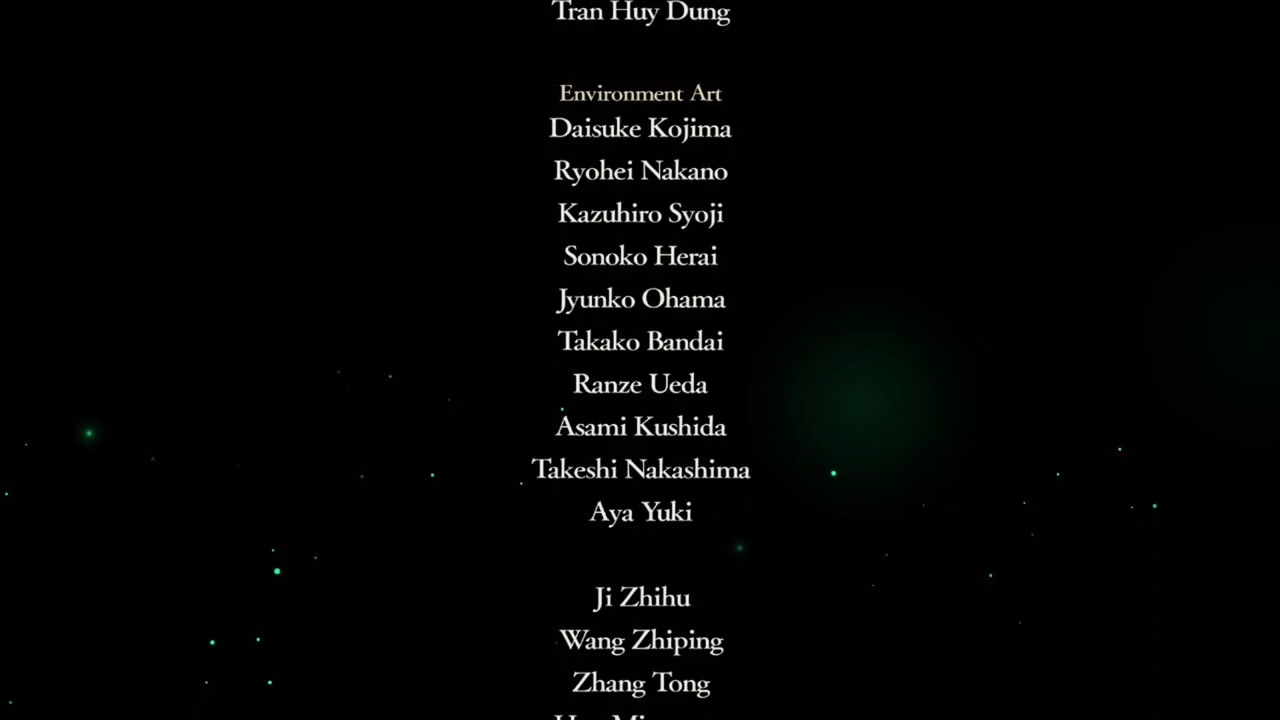 Tran Huy Dung
Environment Art
Daisuke Kojima
Ryohei Nakano
Kazuhiro Syoji
Sonoko Herai
Jyunko Ohama
Takako Bandai
Ranze Ueda
Asami Kushida
Takeshi Nakashima
Aya Yuki
Ji Zhihu
Wang Zhiping
Zhang Tong